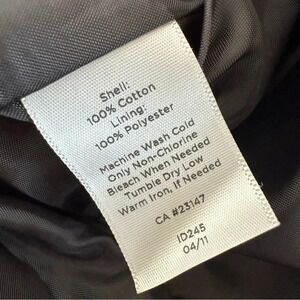 Shell:
100% Cotton
Lining:
100% Polyester
Machine Wash Cold
Only Non-Chlorine
Bleach When Needed
Tumble Dry Low
Warm Iron, If Needed
CA #23147
ID245
04/11